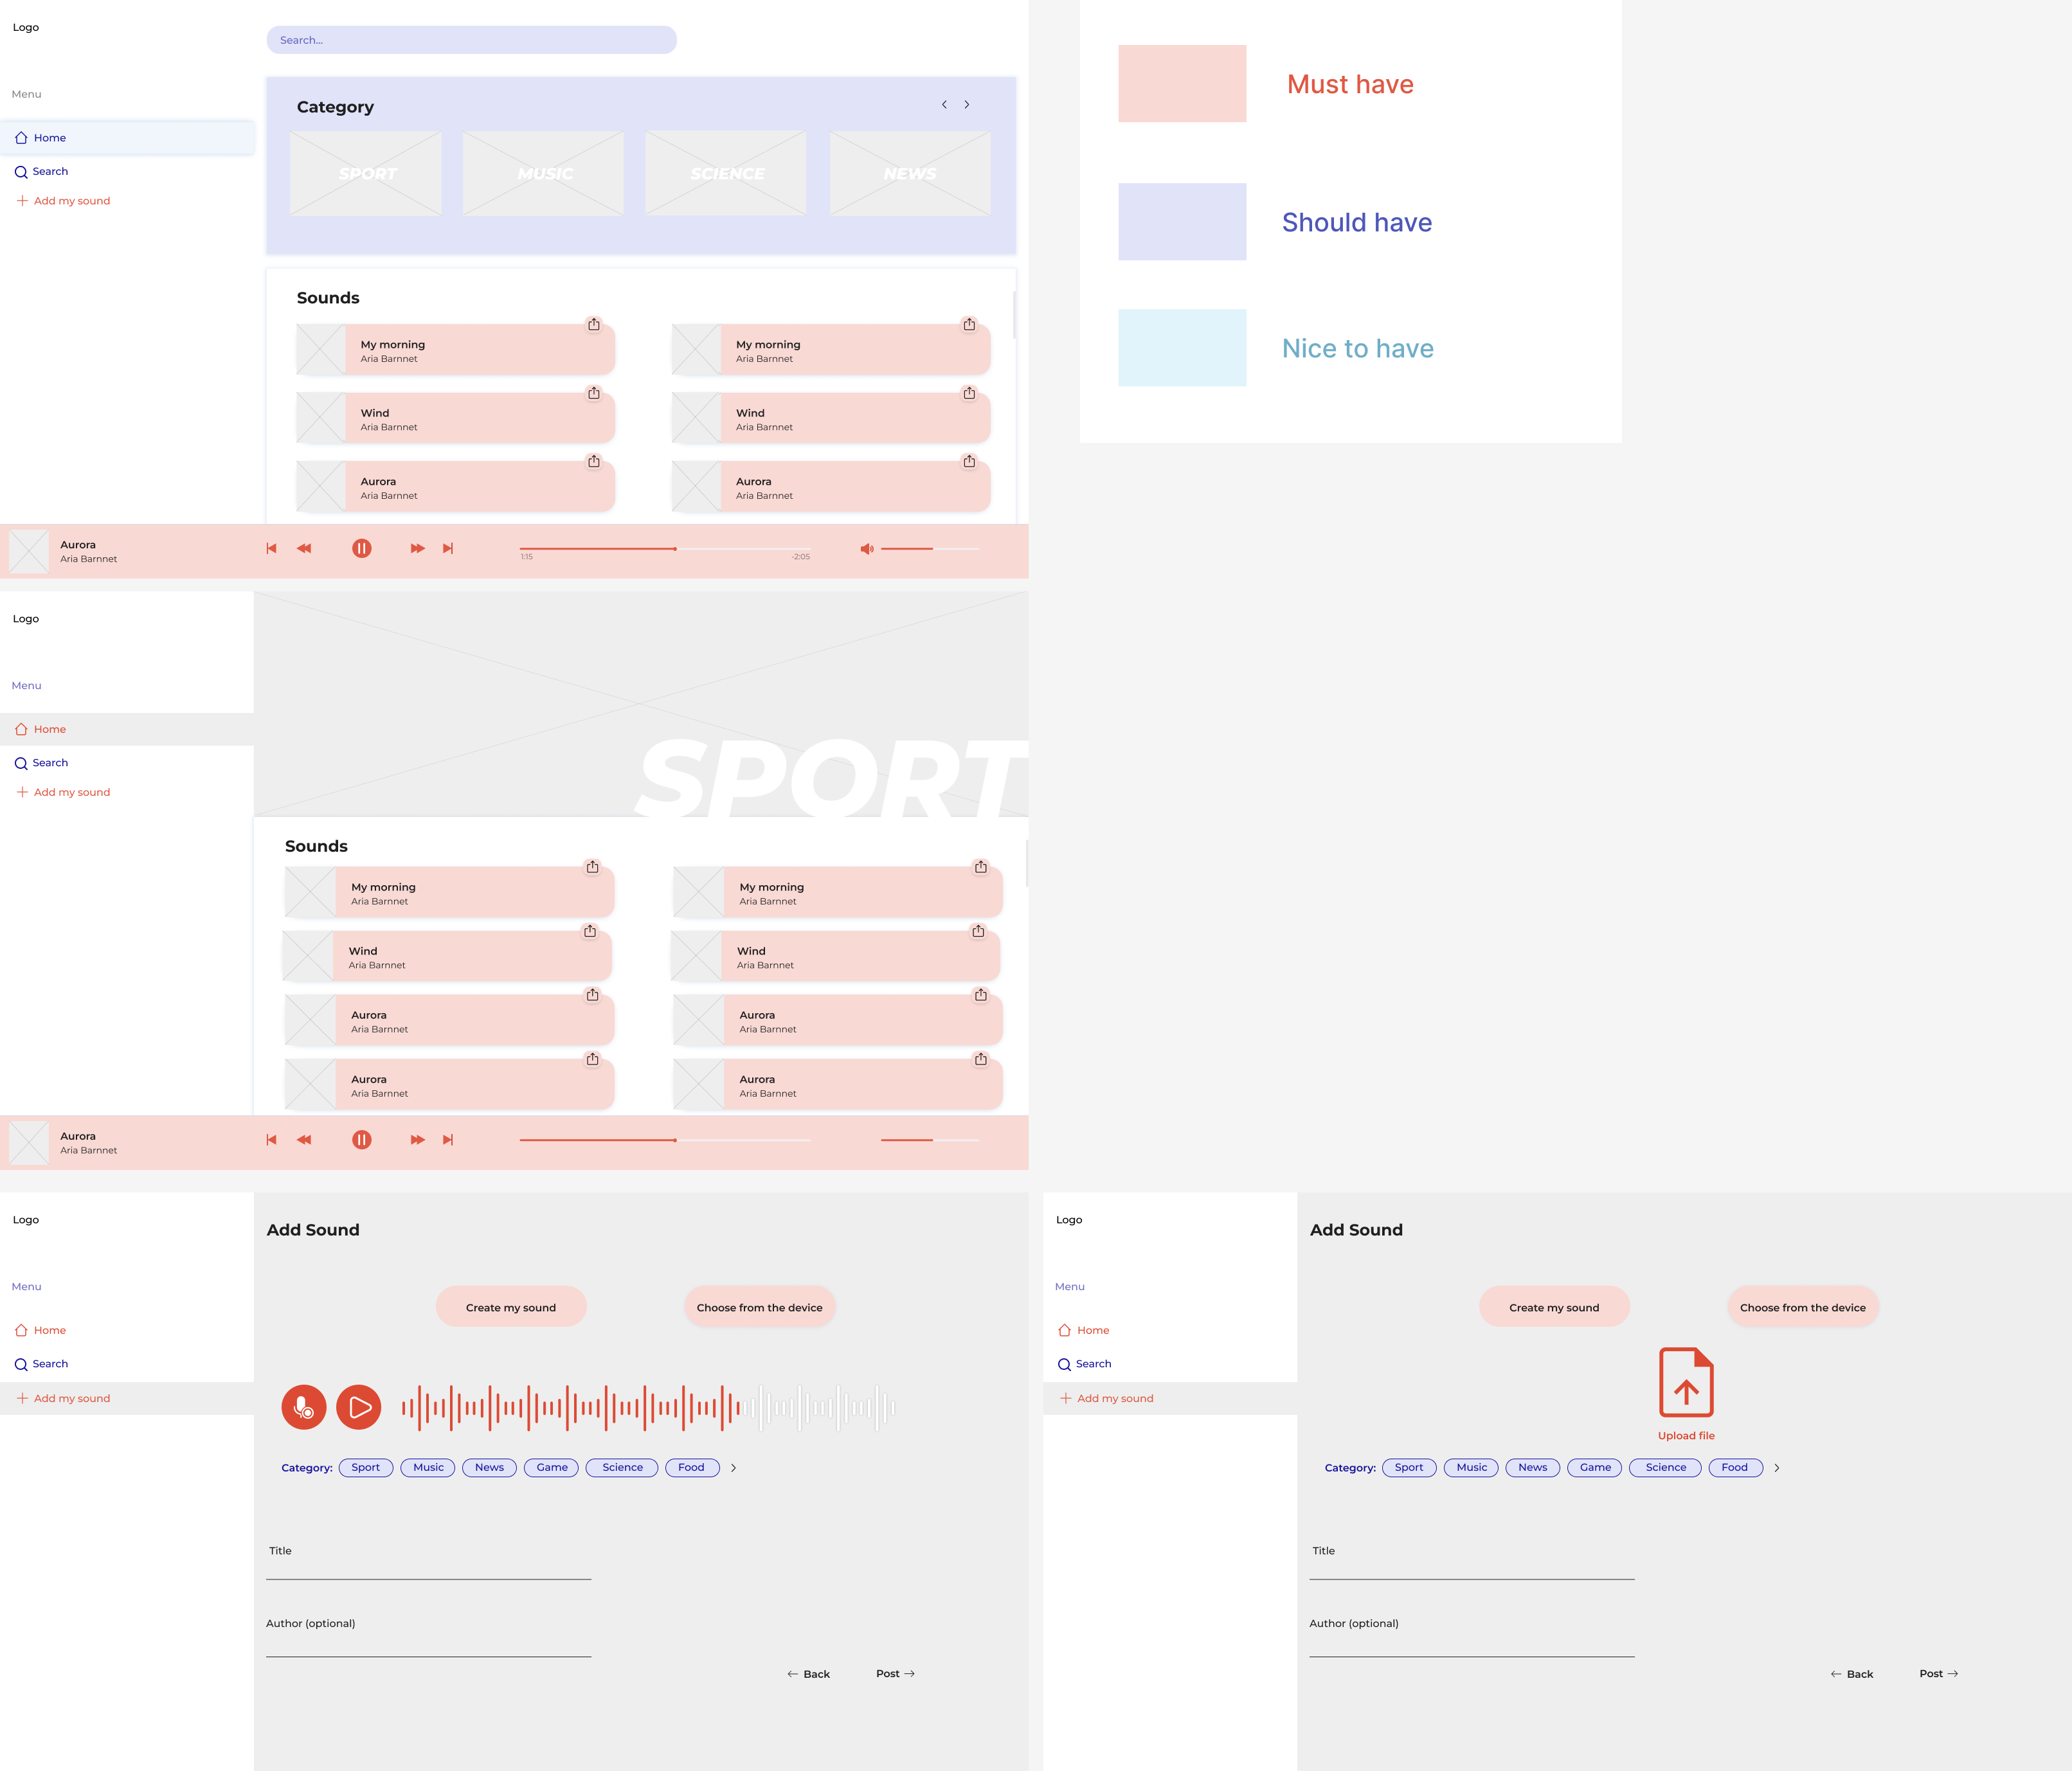 Logo
Menu
Home
Search
Add my sound
Search...
Category
SPORT
MUSIC
SCIENCE
NEWS
Sounds
My morning
Aria Barnnet
My morning
Aria Barnnet
Wind
Aria Barnnet
Wind
Aria Barnnet
Aurora
Aria Barnnet
Aurora
Aria Barnnet
Aurora
Aria Barnnet
1:15
-2:05
Must have
Should have
Nice to have
Logo
Menu
Home
Search
Add my sound
SPORT
Sounds
My morning
Aria Barnnet
My morning
Aria Barnnet
Wind
Aria Barnnet
Wind
Aria Barnnet
Aurora
Aria Barnnet
Aurora
Aria Barnnet
Aurora
Aria Barnnet
Aurora
Aria Barnnet
Aurora
Aria Barnnet
Logo
Menu
Home
Search
Add my sound
Add Sound
Create my sound
Choose from the device
Category: Sport Music News Game Science Food
Title
Author (optional)
Back
Post
Logo
Menu
Home
Search
Add my sound
Add Sound
Create my sound
Choose from the device
Upload file
Category: Sport Music News Game Science Food
Title
Author (optional)
Back
Post